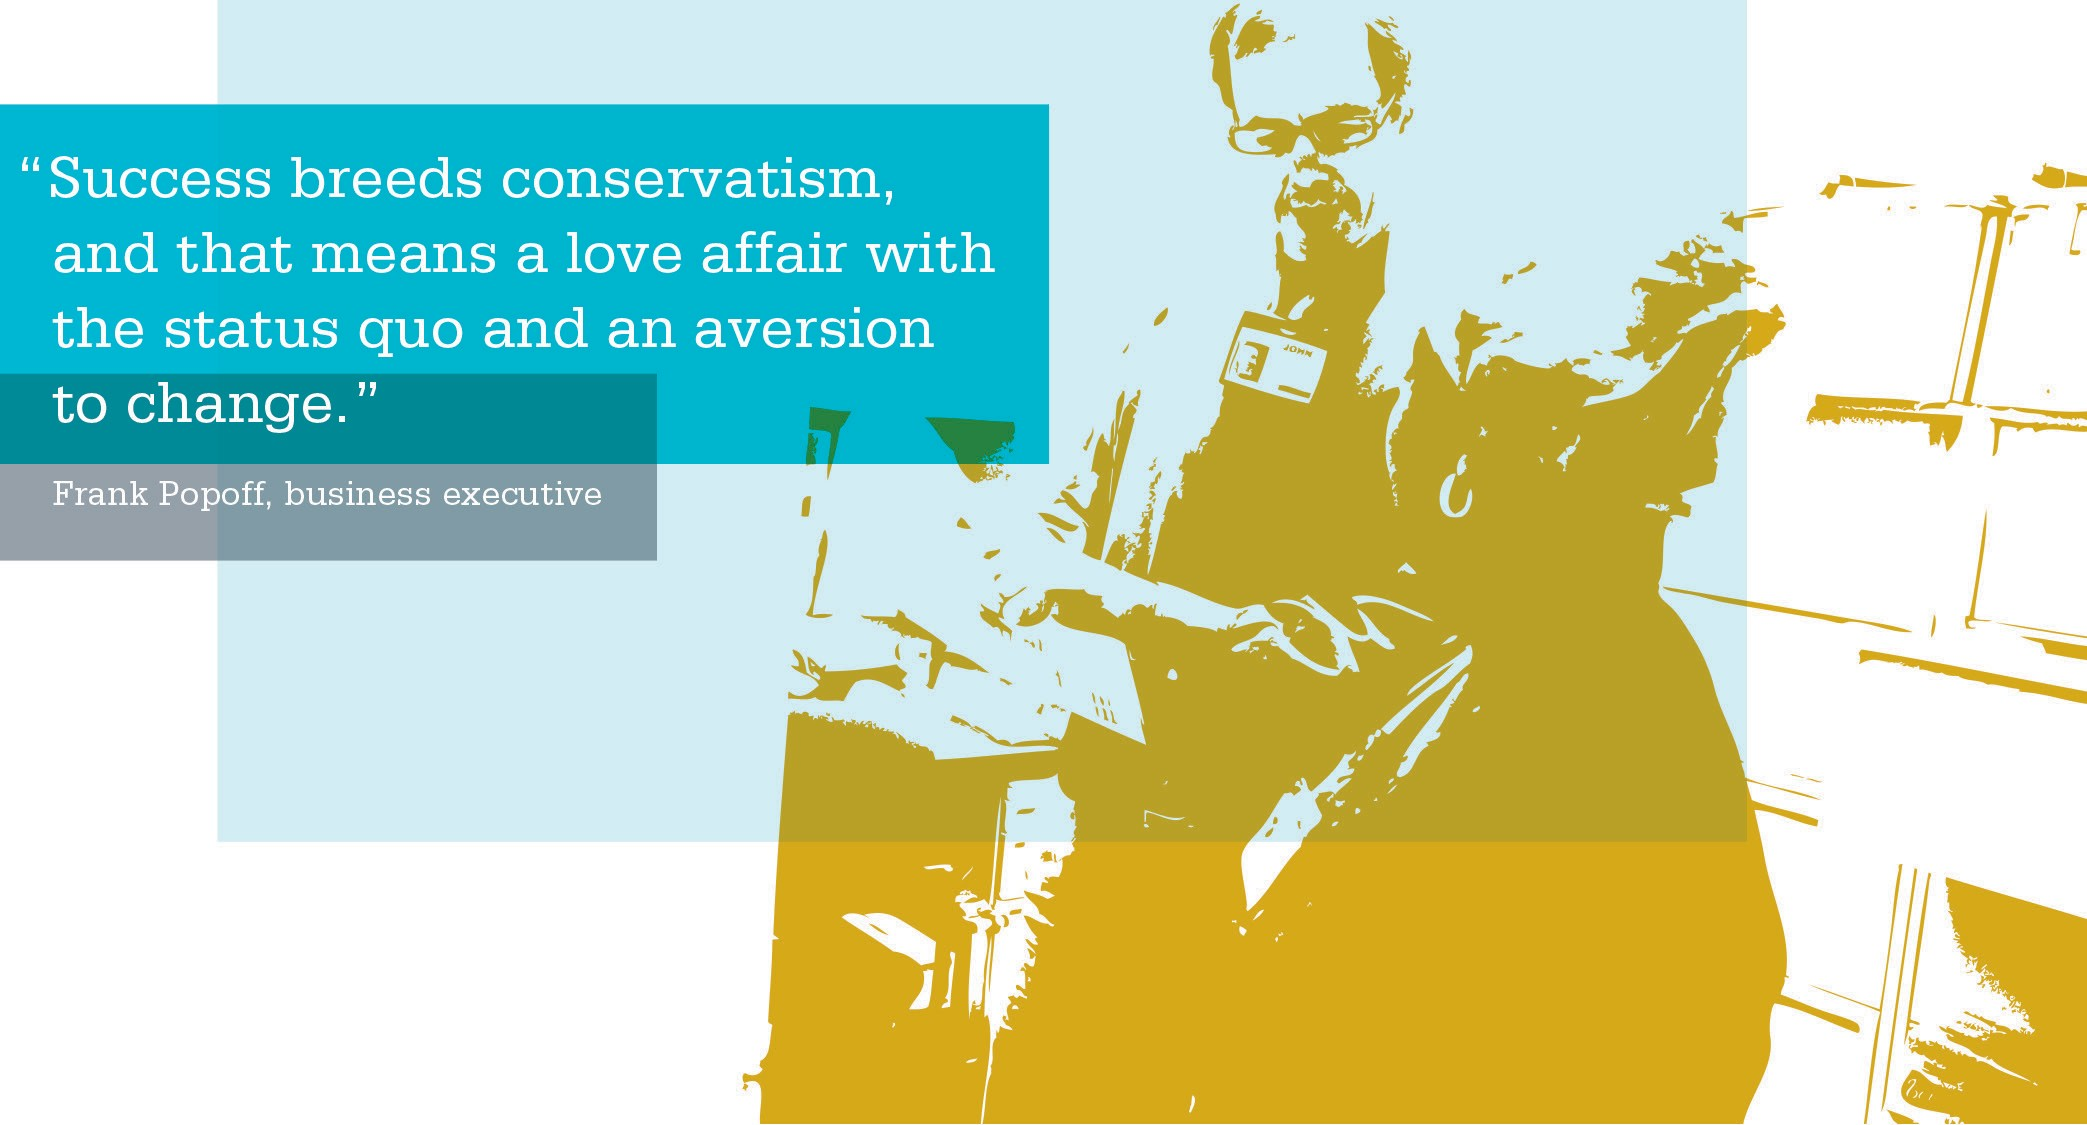 “Success breeds conservatism,
and that means a love affair with
the status quo and an aversion
to change.”
Frank Popoff, business executive
JOHN